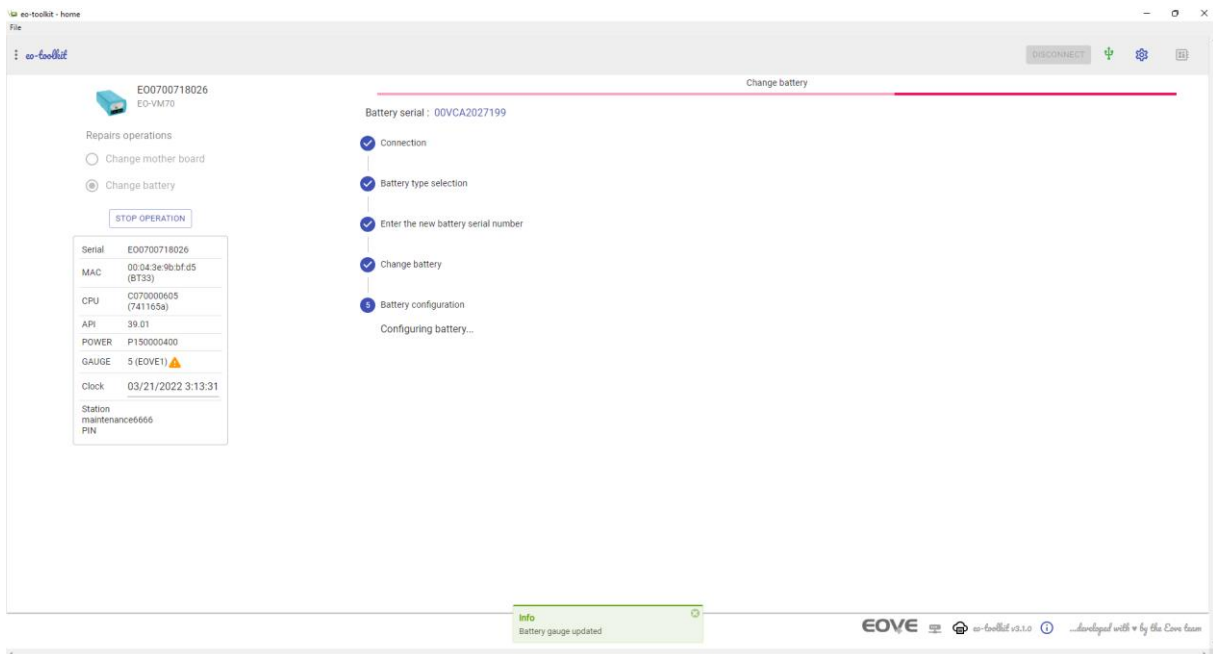 eo-toolkit - home
File
eo-toolkit
DISCONNECT
EO0700718026
EO-VM70
Repairs operations
Change mother board
Change battery
STOP OPERATION
Serial EO0700718026
MAC 00:04:3e:9b:bf:d5
(BT33)
CPU C070000605
(741165a)
API 39.01
POWER P150000400
GAUGE 5 (EOVE1)
Clock 03/21/2022 3:13:31
Station
maintenance6666
PIN
Change battery
Battery serial : 00VCA2027199
Connection
Battery type selection
Enter the new battery serial number
Change battery
5 Battery configuration
Configuring battery...
Info
Battery gauge updated
EOVE eo-toolkit v3.1.0 ...developed with ♥ by the Eove team